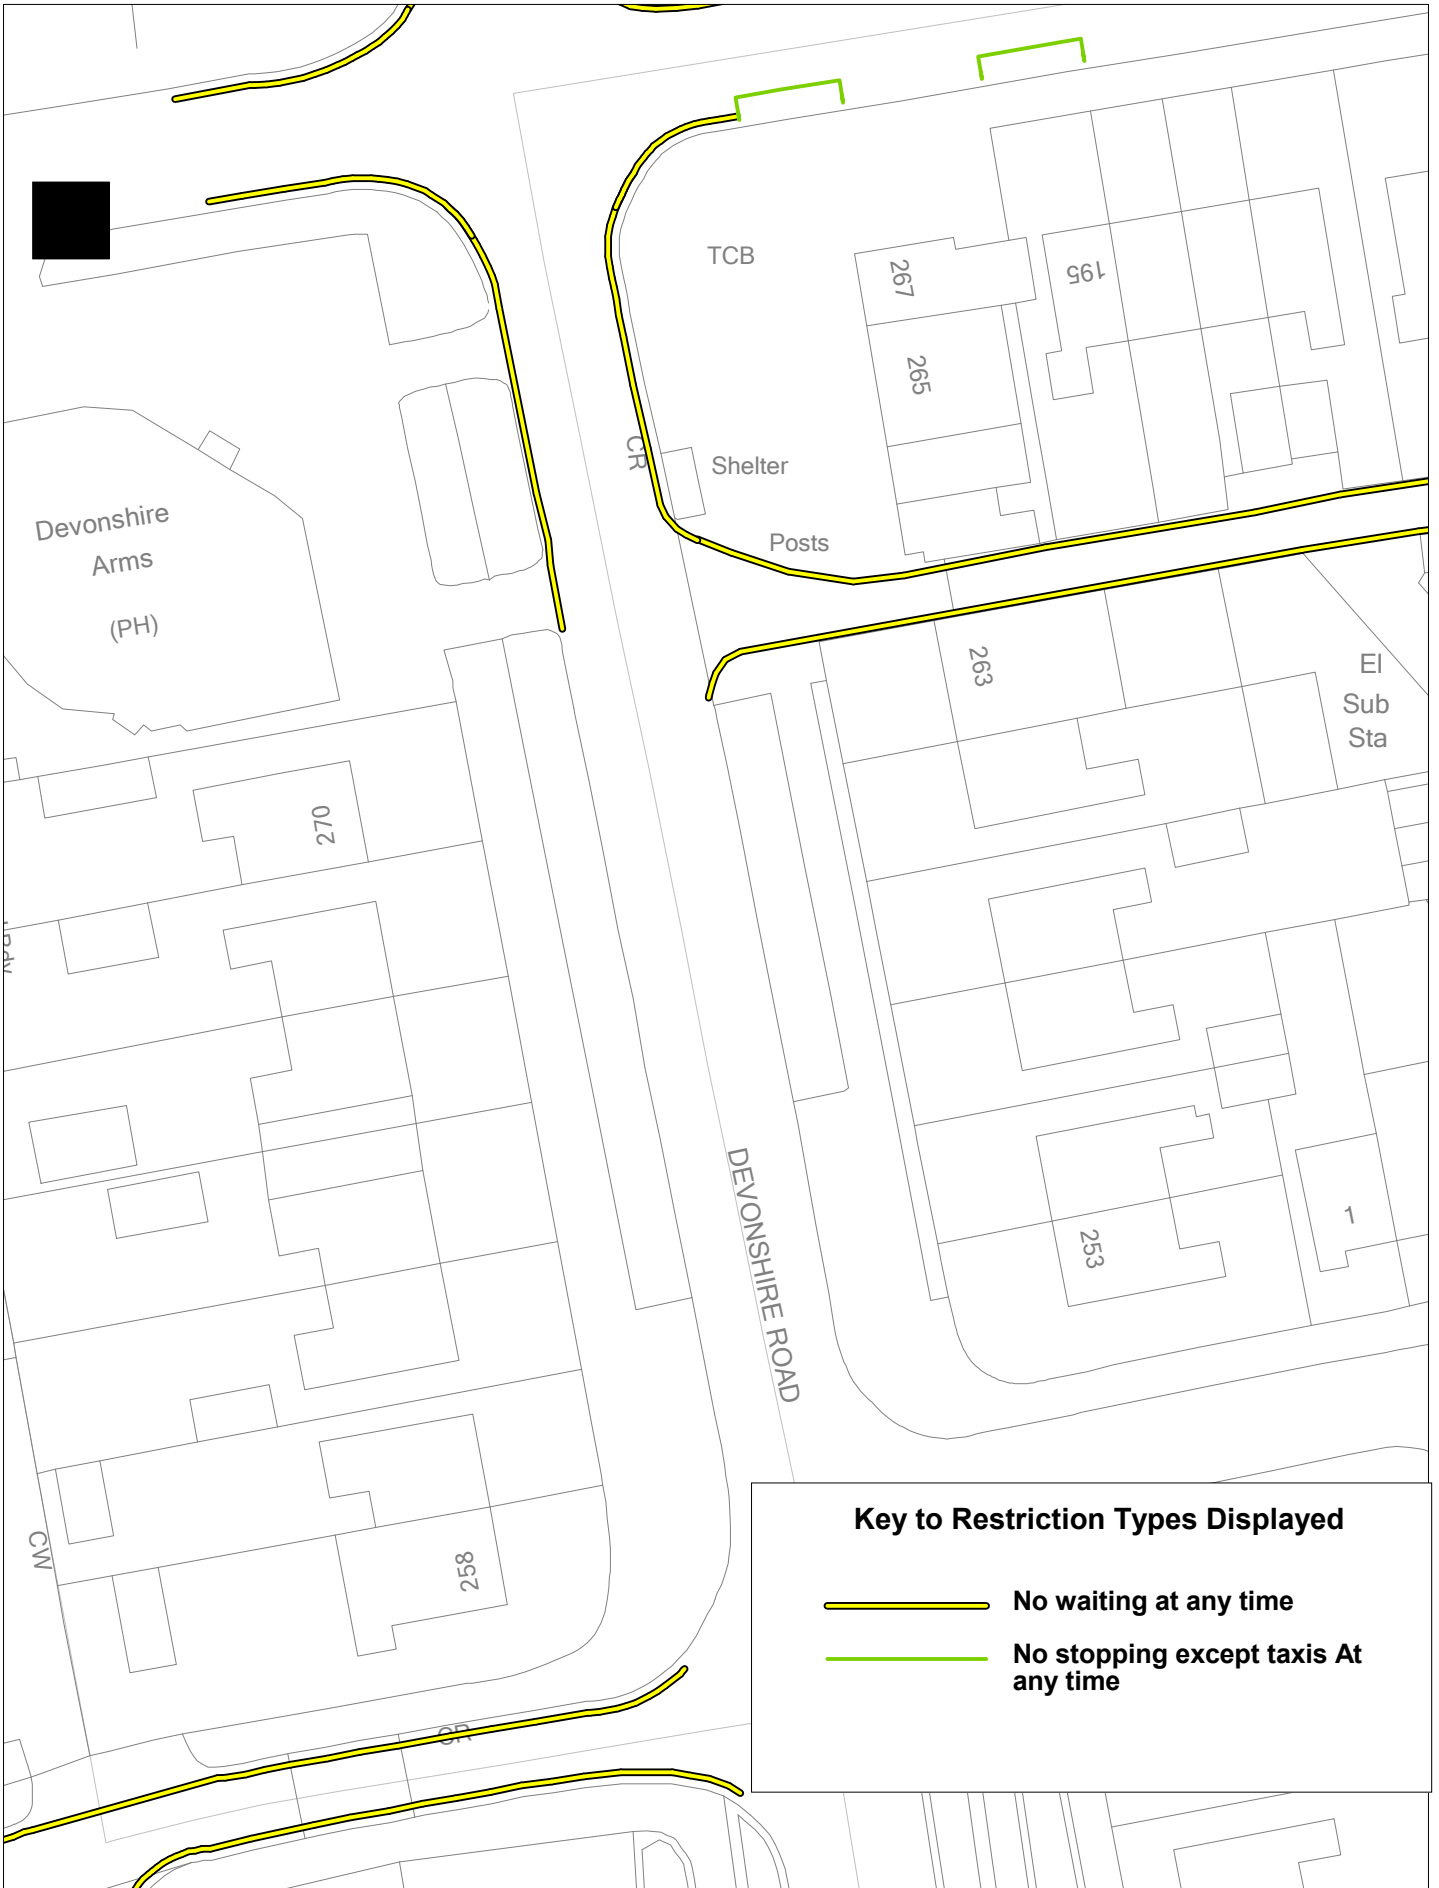 TCB
267
195
265
CR
Shelter
Devonshire
Arms
(PH)
Posts
263
El
Sub
Sta
270
DEVONSHIRE ROAD
253
1
Key to Restriction Types Displayed
No waiting at any time
No stopping except taxis At
any time
CW
258
CR